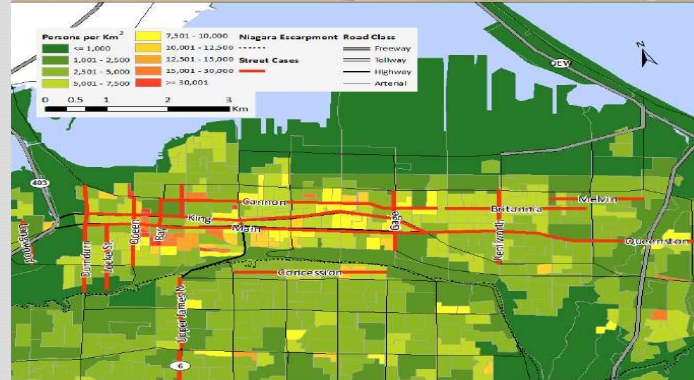 Persons per Km²
<= 1,000
1,001 - 2,500
2,501 - 5,000
5,001 - 7,500
7,501 - 10,000
10,001 - 12,500
12,501 - 15,000
15,001 - 30,000
>= 30,001
Niagara Escarpment
Street Cases
Road Class
Freeway
Tollway
Highway
Arterial
0 0.5 1 2 3
Km
N
QEW
403
Cannon
King
Main
Queen
Bay
Dundurn
Locke St.
Longwood
Gage
Kenilworth
Britannia
Melvin
Queenston
Concession
Upper James
6